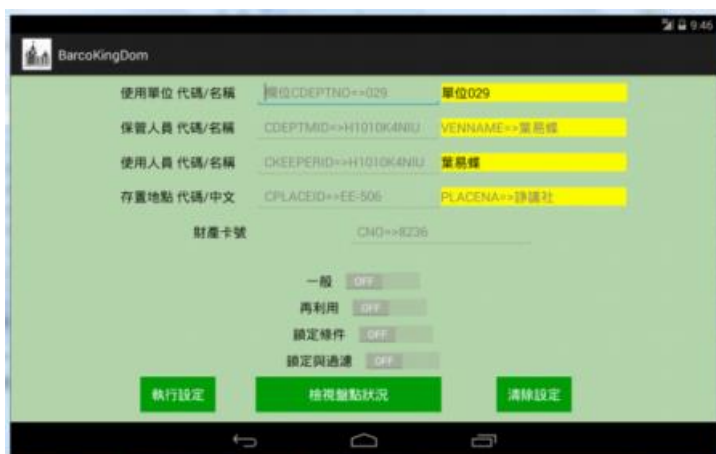 9:46
BarcoKingDom
使用單位 代碼/名稱 欄位CDEPTNO=>029 單位029
保管人員 代碼/名稱 CDEPTMID=>H1010K4NIU VENNAME=>葉易蝶
使用人員 代碼/名稱 CKEEPERID=>H1010K4NIU 葉易蝶
存置地點 代碼/中文 CPLACEID=>EE-506 PLACENA=>諍議社
財產卡號 CNO=>8236
一般 OFF
再利用 OFF
鎖定條件 OFF
鎖定與過濾 OFF
執行設定 檢視盤點狀況 清除設定